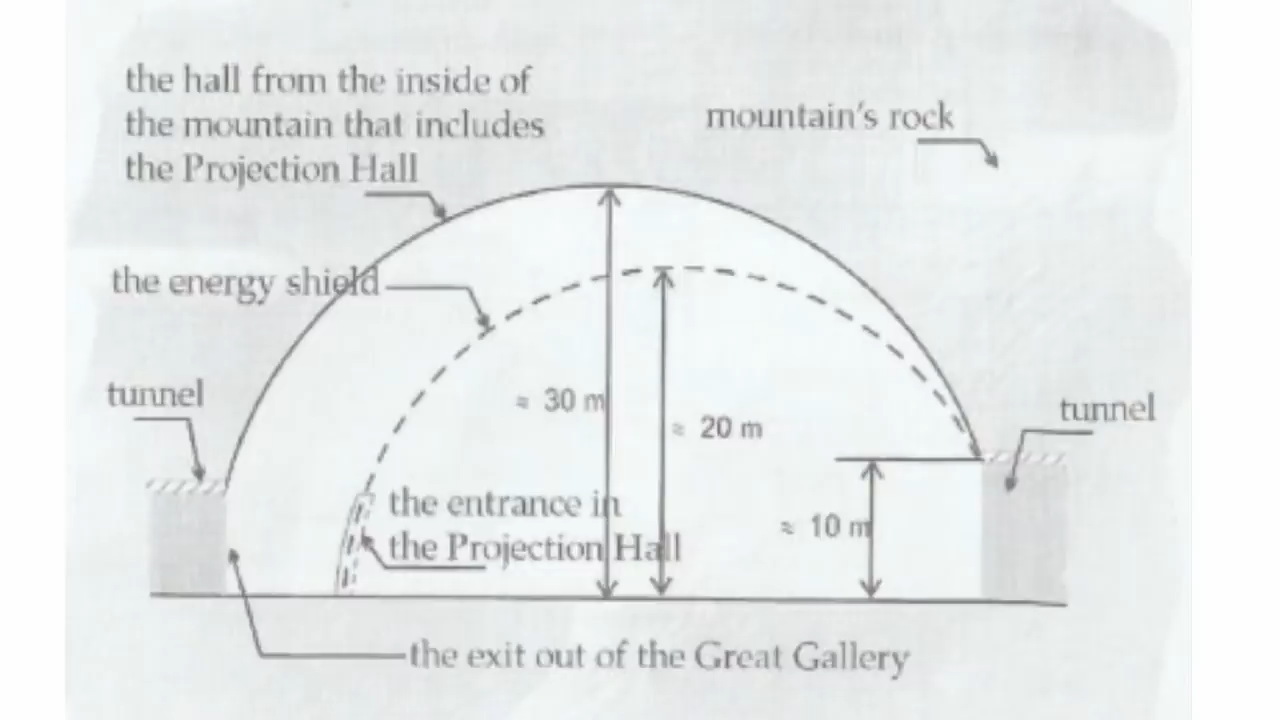 the hall from the inside of
the mountain that includes
the Projection Hall
mountain's rock
the energy shield
tunnel
tunnel
≈ 30 m
≈ 20 m
the entrance in
the Projection Hall
≈ 10 m
the exit out of the Great Gallery